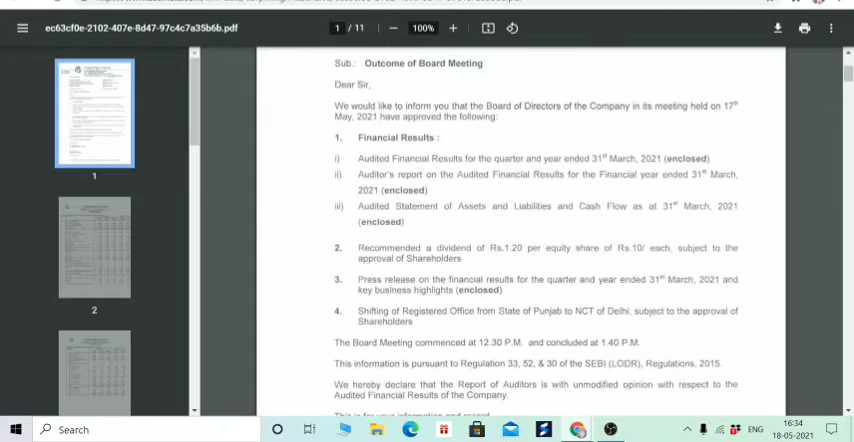 ec63cf0e-2102-407e-8d47-97c4c7a35b6b.pdf
1 / 11 − 100% +
Sub.: Outcome of Board Meeting
Dear Sir,
We would like to inform you that the Board of Directors of the Company in its meeting held on 17th
May, 2021 have approved the following:
1. Financial Results :
i) Audited Financial Results for the quarter and year ended 31st March, 2021 (enclosed)
ii) Auditor's report on the Audited Financial Results for the Financial year ended 31st March,
2021 (enclosed)
iii) Audited Statement of Assets and Liabilities and Cash Flow as at 31st March, 2021
(enclosed)
2. Recommended a dividend of Rs.1.20 per equity share of Rs.10/ each, subject to the
approval of Shareholders
3. Press release on the financial results for the quarter and year ended 31st March, 2021 and
key business highlights (enclosed)
4. Shifting of Registered Office from State of Punjab to NCT of Delhi, subject to the approval of
Shareholders
The Board Meeting commenced at 12.30 P.M. and concluded at 1.40 P.M.
This information is pursuant to Regulation 33, 52, & 30 of the SEBI (LODR), Regulations, 2015.
We hereby declare that the Report of Auditors is with unmodified opinion with respect to the
Audited Financial Results of the Company.
This is for your information and record
1
2
Search
ENG
16:34
18-05-2021